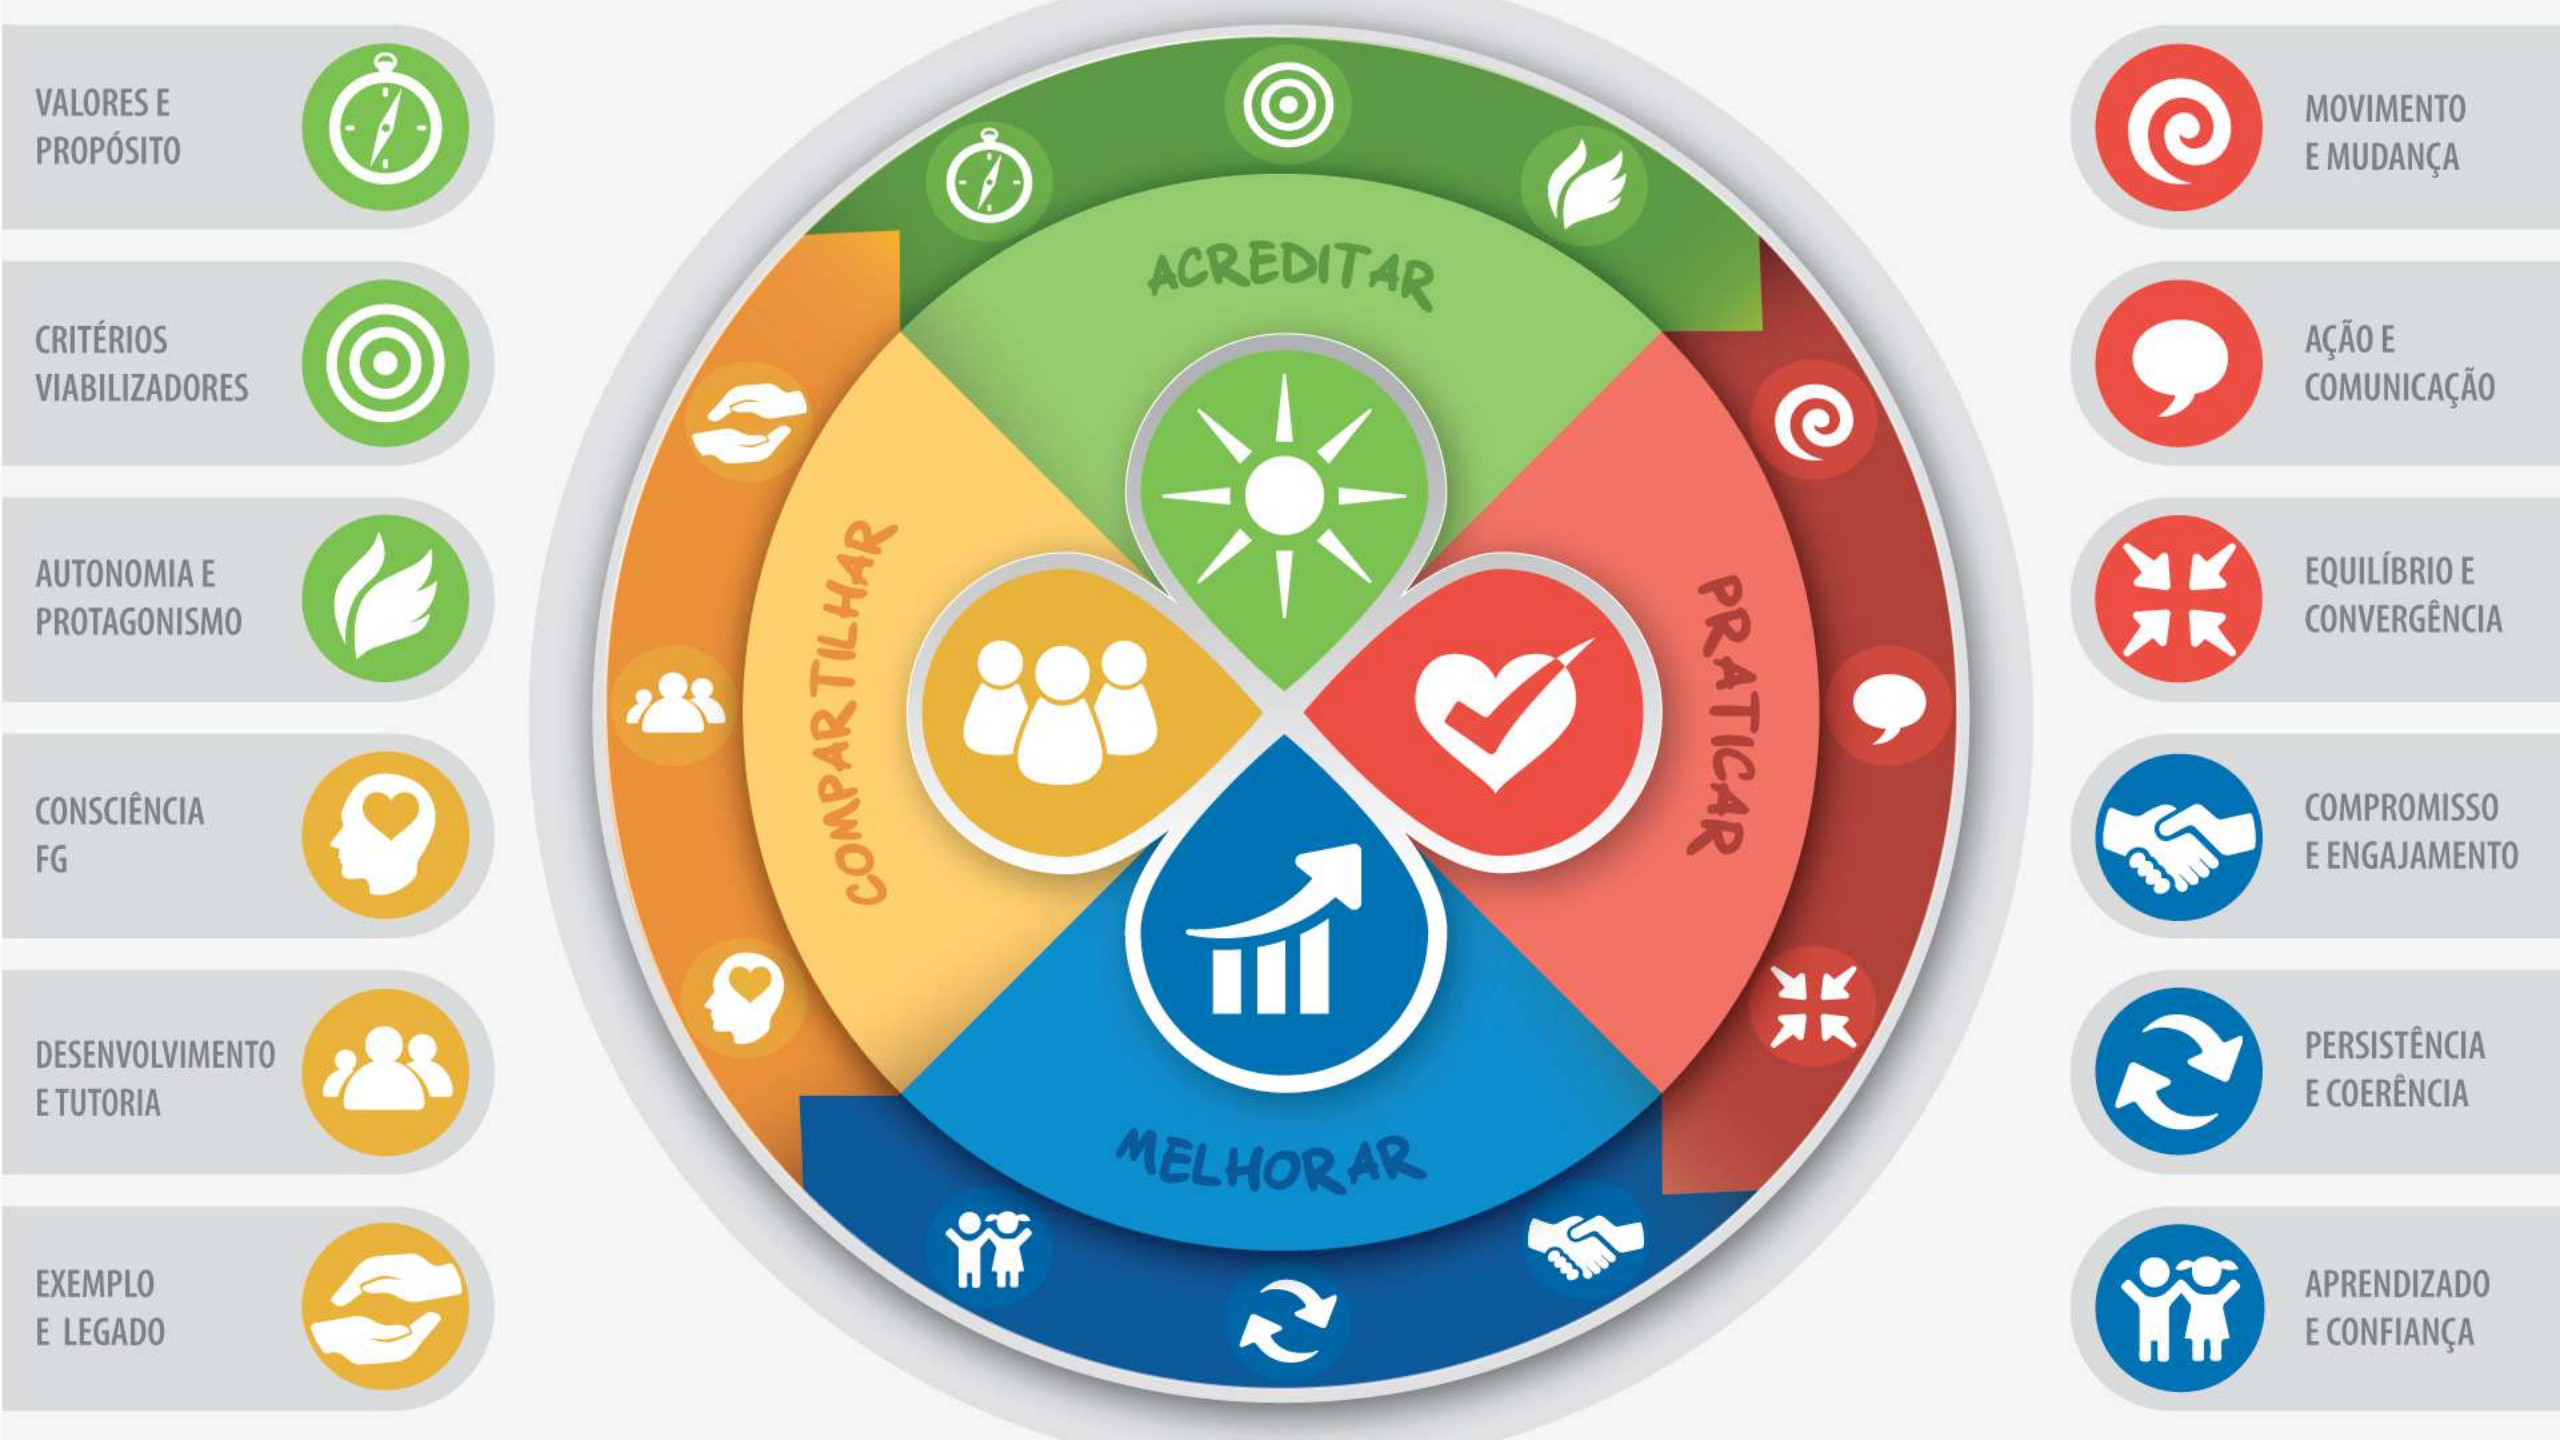 VALORES E
PROPÓSITO
CRITÉRIOS
VIABILIZADORES
AUTONOMIA E
PROTAGONISMO
CONSCIÊNCIA
FG
DESENVOLVIMENTO
E TUTORIA
EXEMPLO
E LEGADO
ACREDITAR
COMPARTILHAR
PRATICAR
MELHORAR
MOVIMENTO
E MUDANÇA
AÇÃO E
COMUNICAÇÃO
EQUILÍBRIO E
CONVERGÊNCIA
COMPROMISSO
E ENGAJAMENTO
PERSISTÊNCIA
E COERÊNCIA
APRENDIZADO
E CONFIANÇA